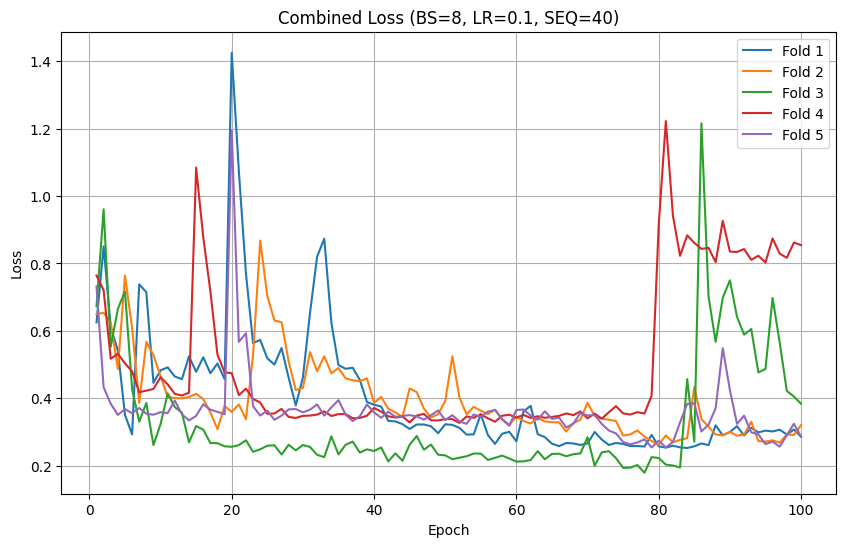 Combined Loss (BS=8, LR=0.1, SEQ=40)
Fold 1
Fold 2
Fold 3
Fold 4
Fold 5
Loss
1.4
1.2
1.0
0.8
0.6
0.4
0.2
0 20 40 60 80 100
Epoch